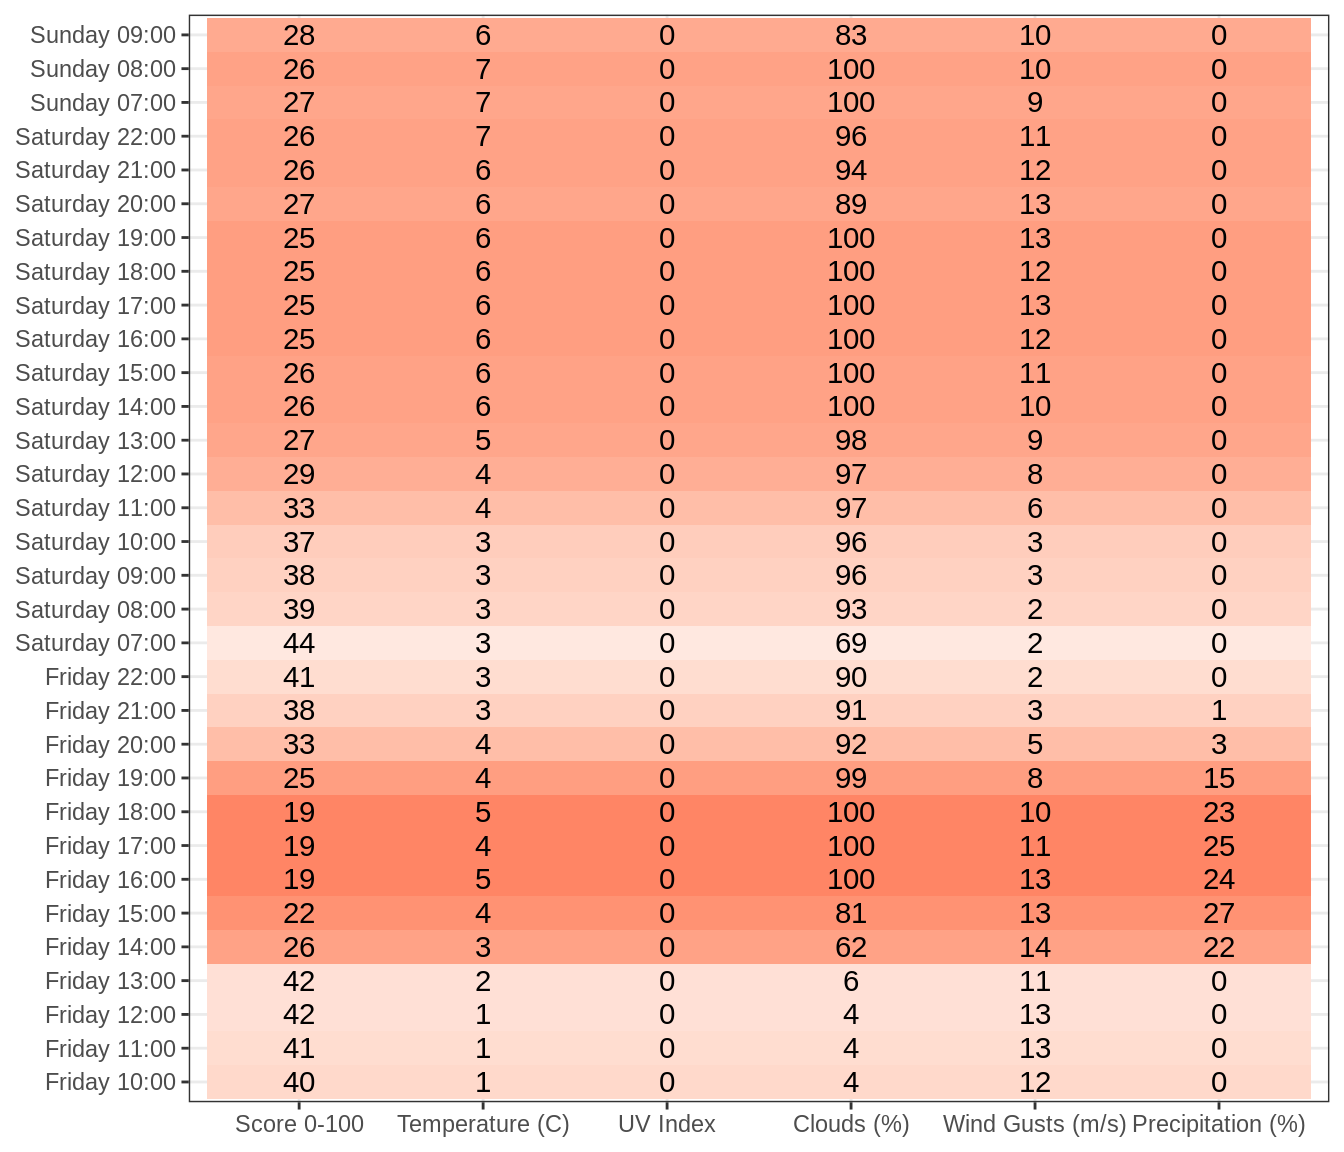 Sunday 09:00 28 6 0 83 10 0
Sunday 08:00 26 7 0 100 10 0
Sunday 07:00 27 7 0 100 9 0
Saturday 22:00 26 7 0 96 11 0
Saturday 21:00 26 6 0 94 12 0
Saturday 20:00 27 6 0 89 13 0
Saturday 19:00 25 6 0 100 13 0
Saturday 18:00 25 6 0 100 12 0
Saturday 17:00 25 6 0 100 13 0
Saturday 16:00 25 6 0 100 12 0
Saturday 15:00 26 6 0 100 11 0
Saturday 14:00 26 6 0 100 10 0
Saturday 13:00 27 5 0 98 9 0
Saturday 12:00 29 4 0 97 8 0
Saturday 11:00 33 4 0 97 6 0
Saturday 10:00 37 3 0 96 3 0
Saturday 09:00 38 3 0 96 3 0
Saturday 08:00 39 3 0 93 2 0
Saturday 07:00 44 3 0 69 2 0
Friday 22:00 41 3 0 90 2 0
Friday 21:00 38 3 0 91 3 1
Friday 20:00 33 4 0 92 5 3
Friday 19:00 25 4 0 99 8 15
Friday 18:00 19 5 0 100 10 23
Friday 17:00 19 4 0 100 11 25
Friday 16:00 19 5 0 100 13 24
Friday 15:00 22 4 0 81 13 27
Friday 14:00 26 3 0 62 14 22
Friday 13:00 42 2 0 6 11 0
Friday 12:00 42 1 0 4 13 0
Friday 11:00 41 1 0 4 13 0
Friday 10:00 40 1 0 4 12 0
Score 0-100 Temperature (C) UV Index Clouds (%) Wind Gusts (m/s) Precipitation (%)